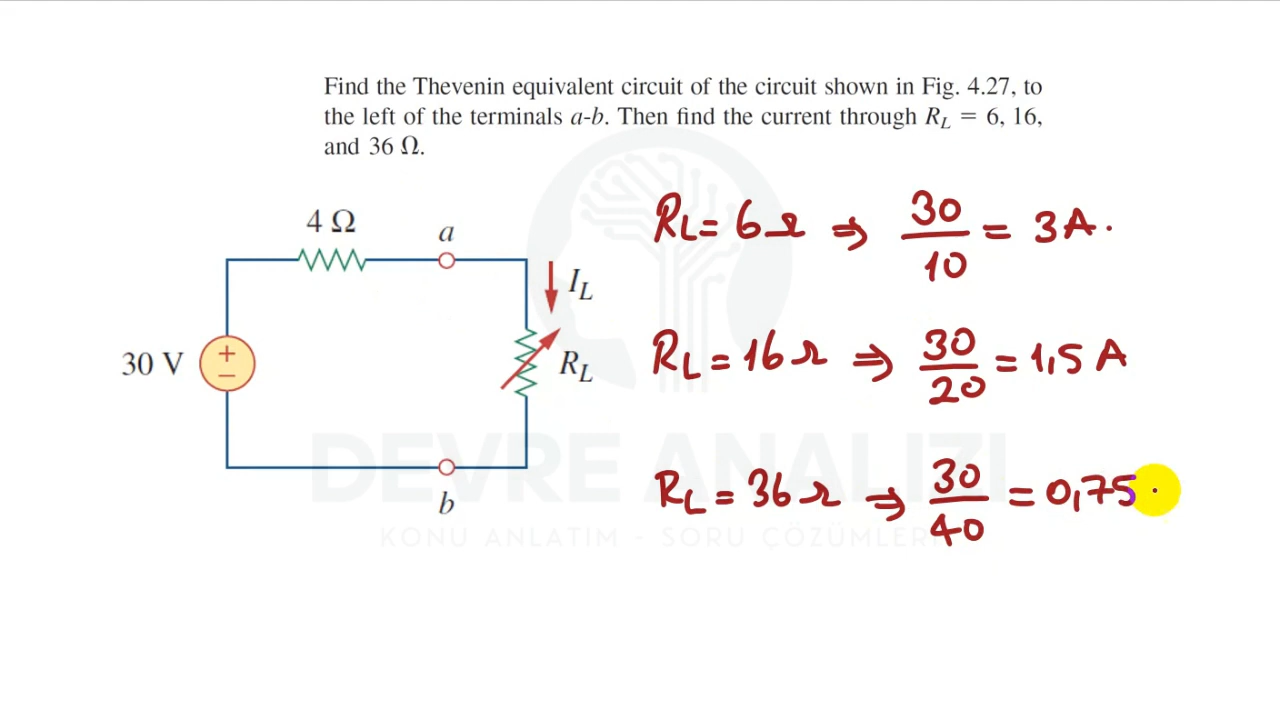 Find the Thevenin equivalent circuit of the circuit shown in Fig. 4.27, to
the left of the terminals a-b. Then find the current through R_L = 6, 16,
and 36 Ω.
4 Ω
a
I_L
30 V
+
−
R_L
b
R_L = 6Ω ⇒ 30/10 = 3A.
R_L = 16Ω ⇒ 30/20 = 1,5 A
R_L = 36Ω ⇒ 30/40 = 0,75
DEVRE ANALIZI
KONU ANLATIM - SORU ÇÖZÜMLERİ